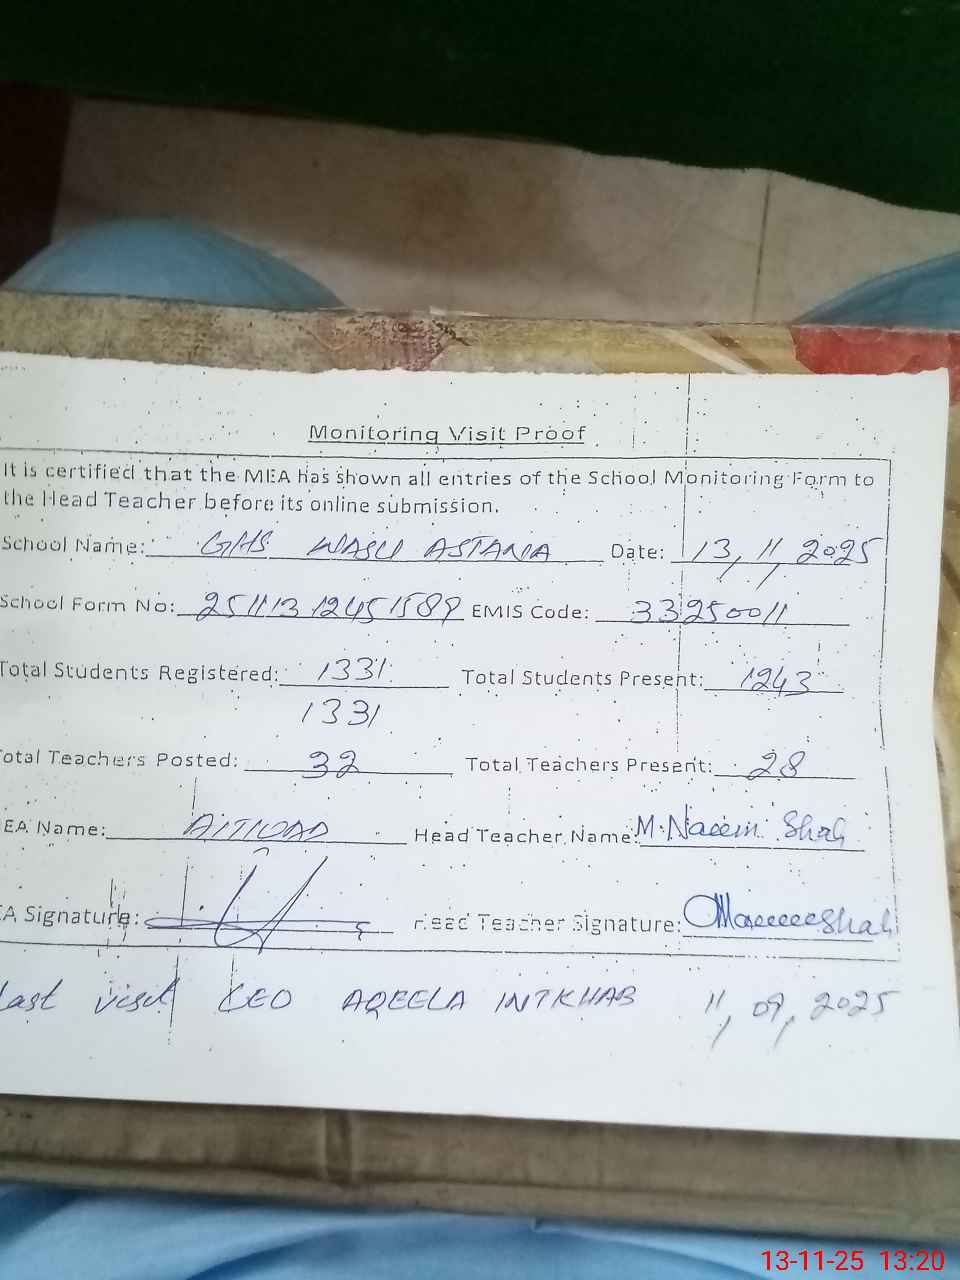 Monitoring Visit Proof
It is certified that the MEA has shown all entries of the School Monitoring Form to
the Head Teacher before its online submission.
School Name: GHS WASU ASTANA Date: 13, 11, 2025
School Form No: 25111312451589 EMIS Code: 33250011
Total Students Registered: 1331 Total Students Present: 1243
1331
Total Teachers Posted: 32 Total Teachers Present: 28
EA Name: Head Teacher Name: M. Naeem Shah
EA Signature: Head Teacher Signature:
Last visit CEO AQEELA INTKHAB 11, 09, 2025
13-11-25 13:20